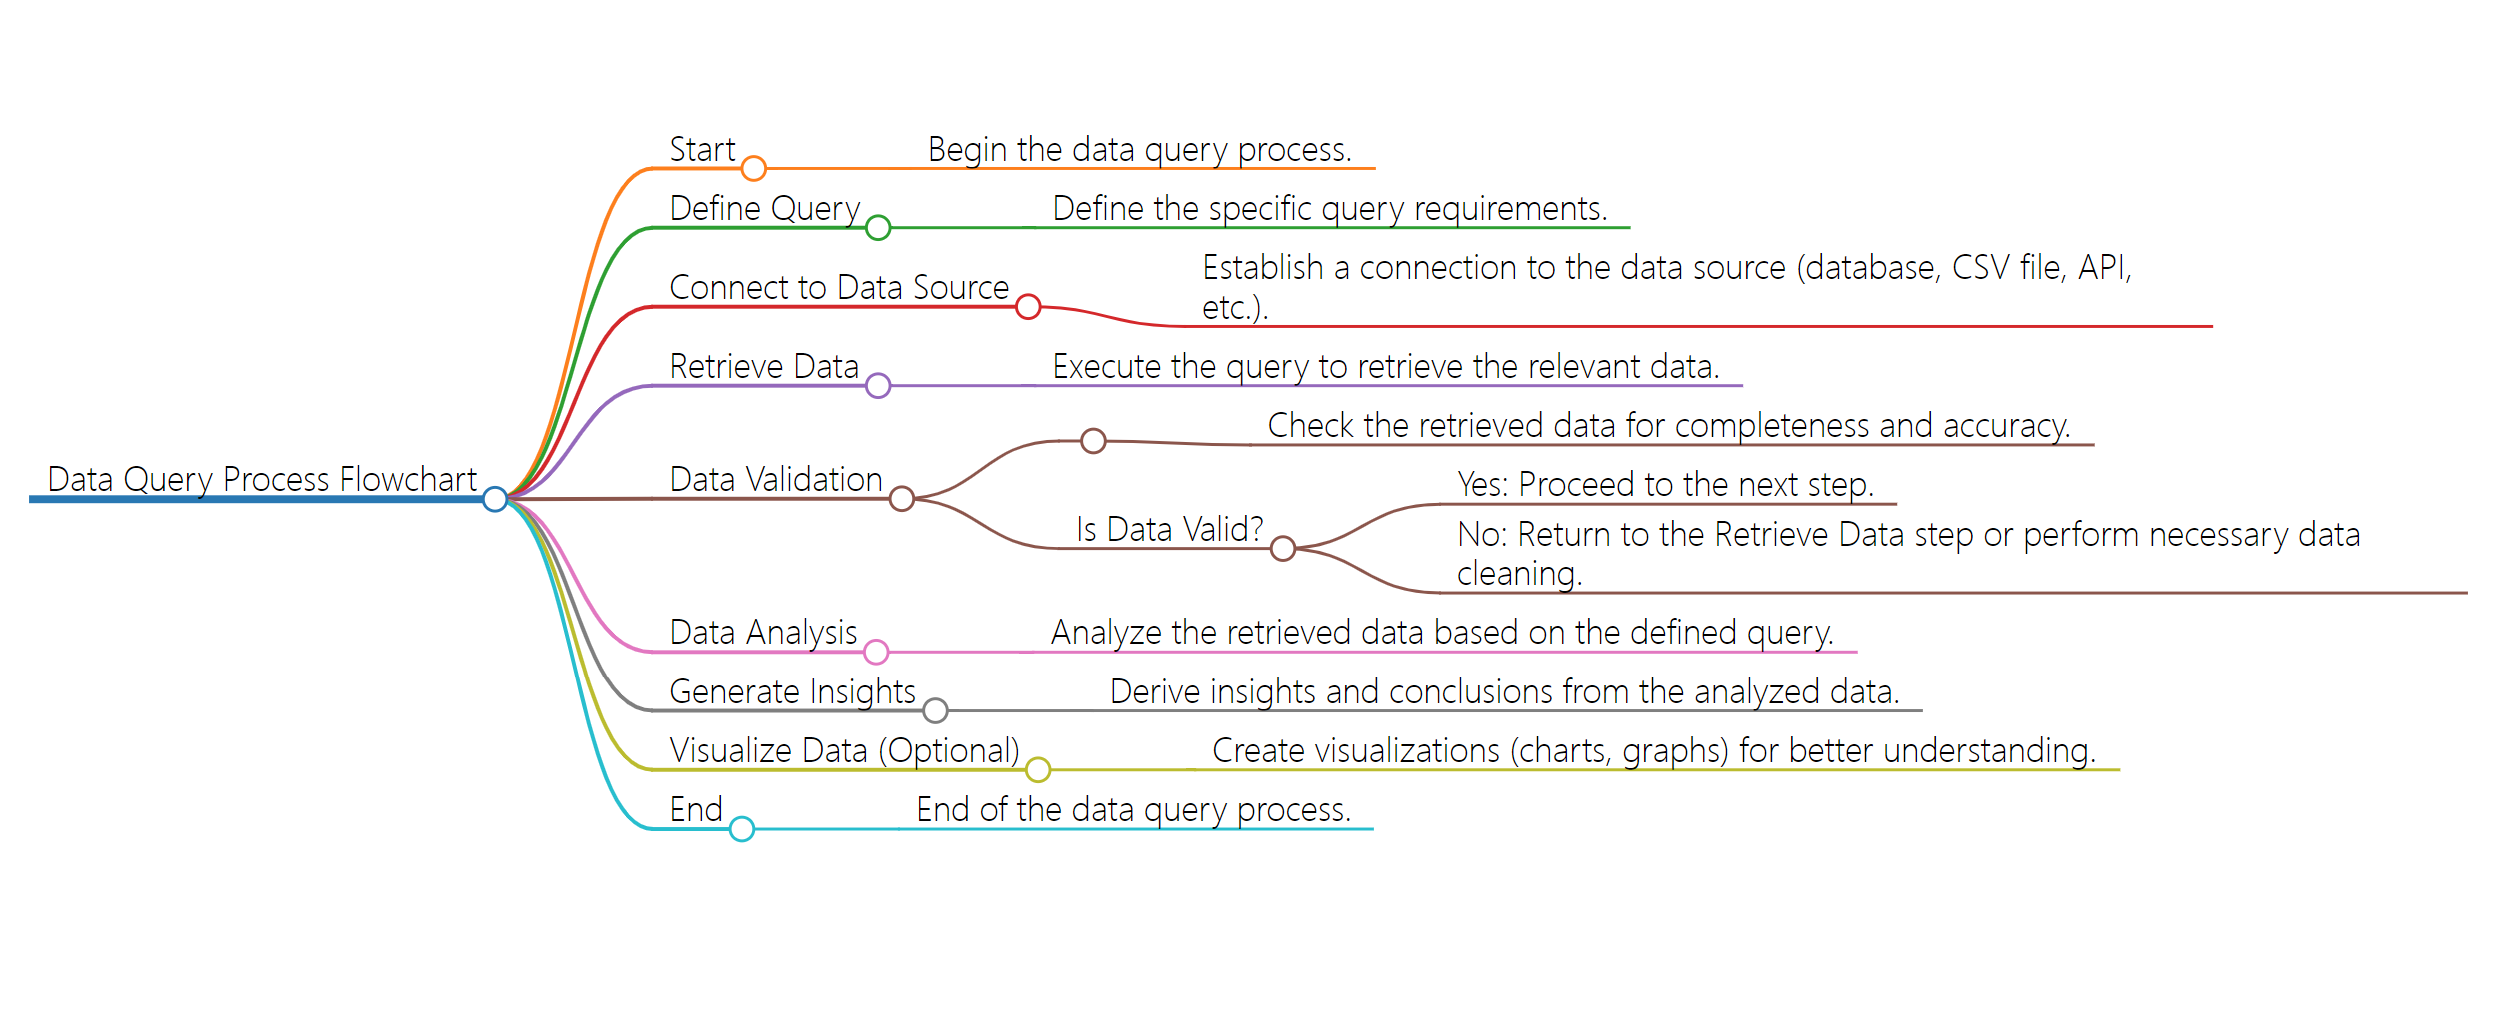 Data Query Process Flowchart
Start
Begin the data query process.
Define Query
Define the specific query requirements.
Connect to Data Source
Establish a connection to the data source (database, CSV file, API,
etc.).
Retrieve Data
Execute the query to retrieve the relevant data.
Data Validation
Check the retrieved data for completeness and accuracy.
Is Data Valid?
Yes: Proceed to the next step.
No: Return to the Retrieve Data step or perform necessary data
cleaning.
Data Analysis
Analyze the retrieved data based on the defined query.
Generate Insights
Derive insights and conclusions from the analyzed data.
Visualize Data (Optional)
Create visualizations (charts, graphs) for better understanding.
End
End of the data query process.